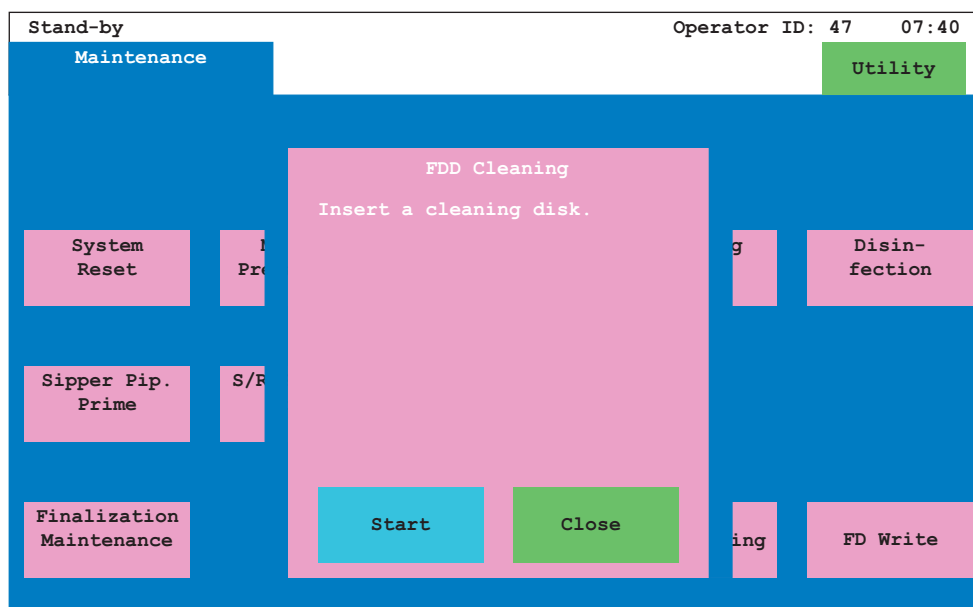 Stand-by
Operator ID: 47 07:40
Maintenance
Utility
FDD Cleaning
Insert a cleaning disk.
System
Reset
Disin-
fection
Sipper Pip.
Prime
S/R
Finalization
Maintenance
Start
Close
ing
FD Write